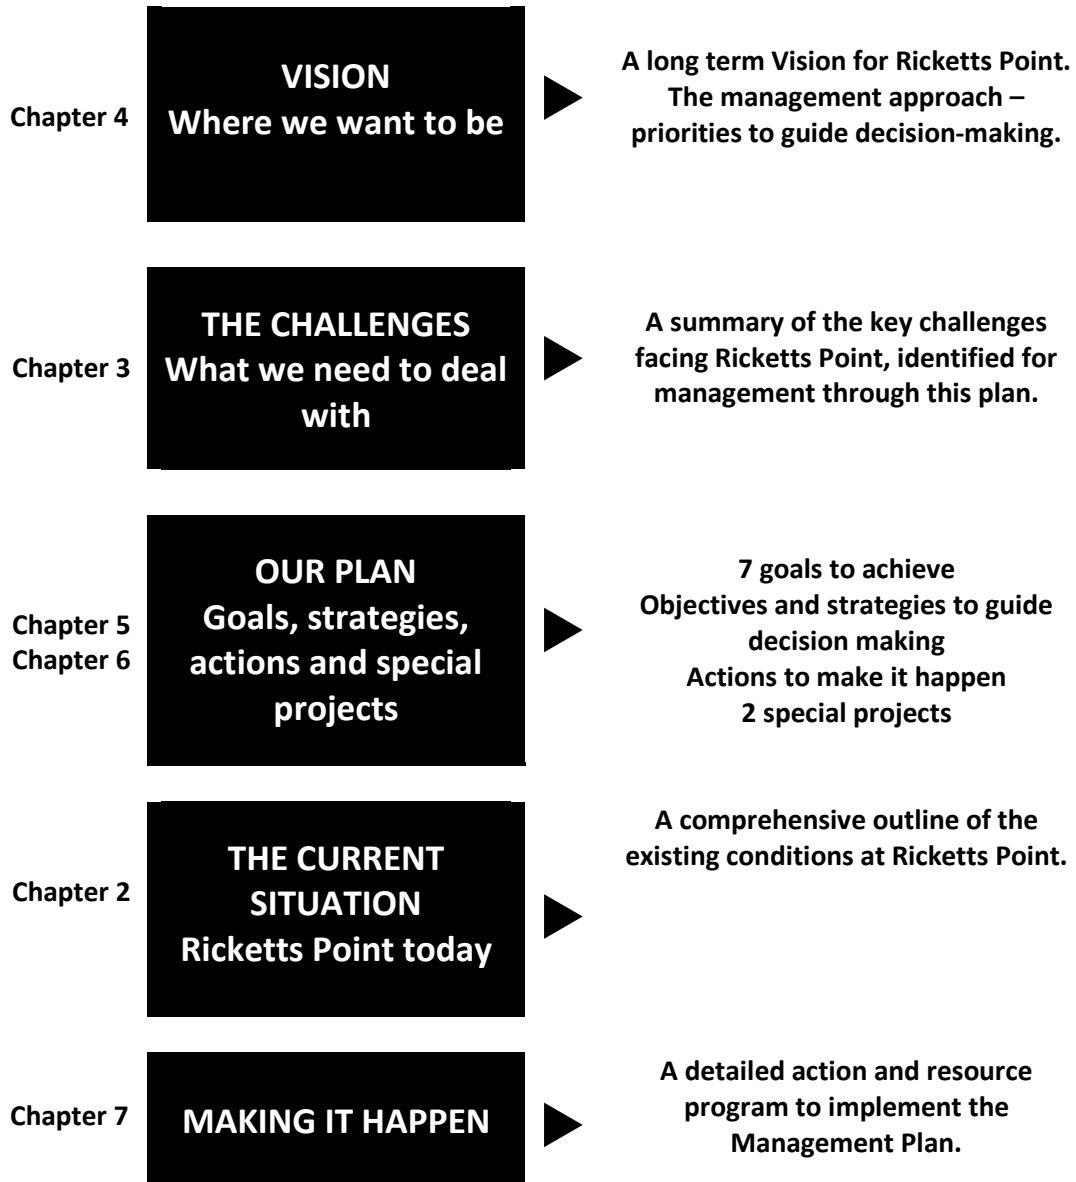 Chapter 4
VISION
Where we want to be
A long term Vision for Ricketts Point.
The management approach –
priorities to guide decision-making.
Chapter 3
THE CHALLENGES
What we need to deal
with
A summary of the key challenges
facing Ricketts Point, identified for
management through this plan.
Chapter 5
Chapter 6
OUR PLAN
Goals, strategies,
actions and special
projects
7 goals to achieve
Objectives and strategies to guide
decision making
Actions to make it happen
2 special projects
Chapter 2
THE CURRENT
SITUATION
Ricketts Point today
A comprehensive outline of the
existing conditions at Ricketts Point.
Chapter 7
MAKING IT HAPPEN
A detailed action and resource
program to implement the
Management Plan.